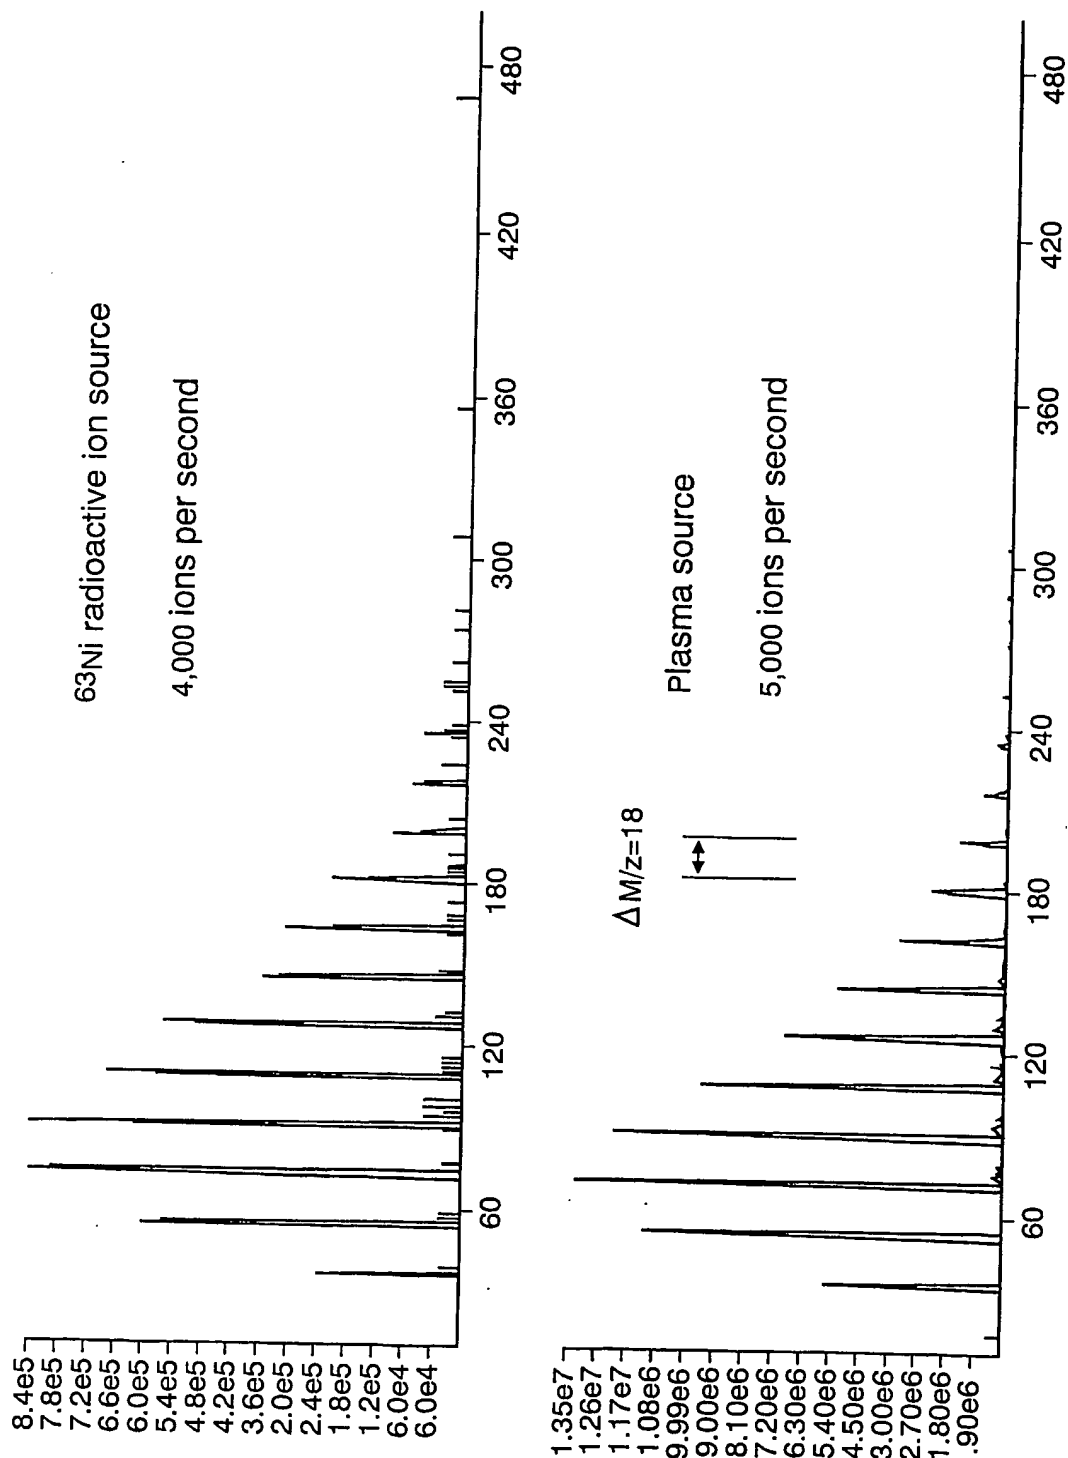 8.4e5
7.8e5
7.2e5
6.6e5
6.0e5
5.4e5
4.8e5
4.2e5
3.6e5
2.0e5
2.4e5
1.8e5
1.2e5
6.0e4
6.0e4
63Ni radioactive ion source
4,000 ions per second
60
120
180
240
300
360
420
480
1.35e7
1.26e7
1.17e7
1.08e6
9.99e6
9.00e6
8.10e6
7.20e6
6.30e6
5.40e6
4.50e6
3.00e6
2.70e6
1.80e6
.90e6
ΔM/z=18
Plasma source
5,000 ions per second
60
120
180
240
300
360
420
480